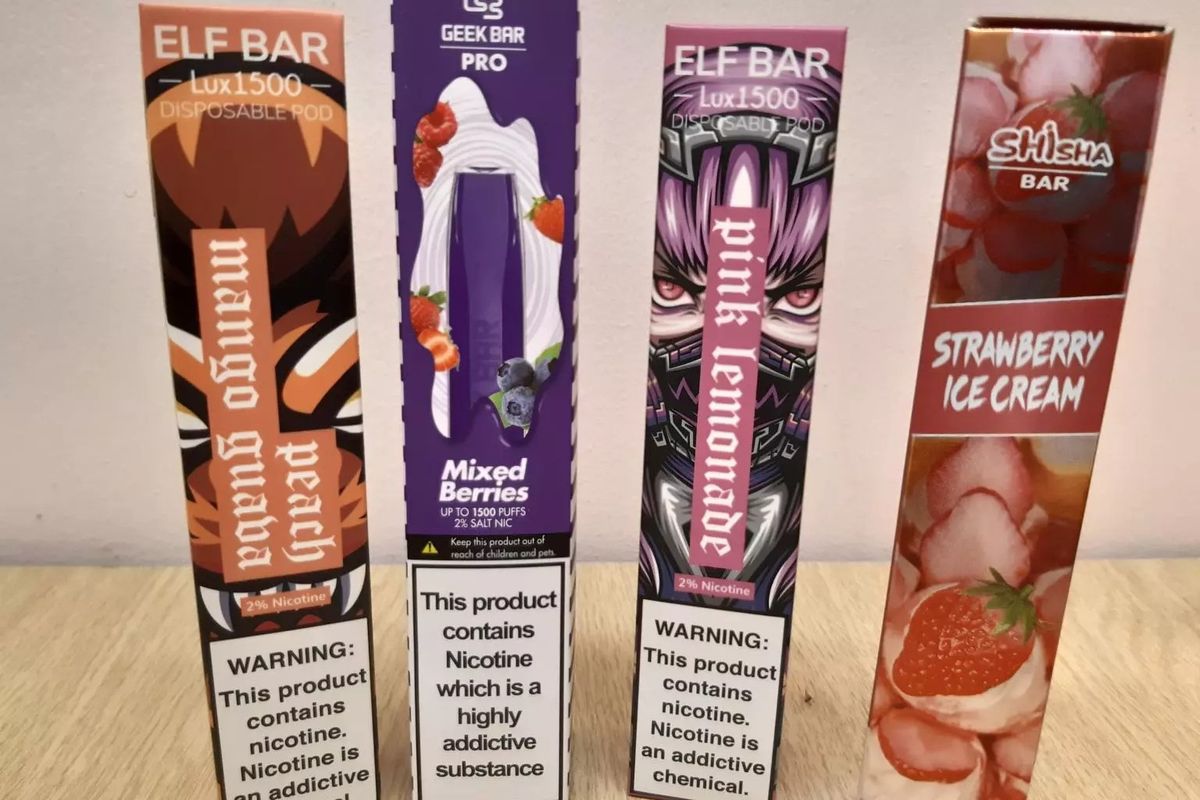 ELF BAR
Lux1500
DISPOSABLE POD
mango guava
peach
2% Nicotine
WARNING:
This product
contains
nicotine.
Nicotine is
an addictive
GEEK BAR
PRO
Mixed
Berries
UP TO 1500 PUFFS
2% SALT NIC
Keep this product out of
reach of children and pets.
This product
contains
Nicotine
which is a
highly
addictive
substance
ELF BAR
Lux1500
DISPOSABLE POD
pink lemonade
2% Nicotine
WARNING:
This product
contains
nicotine.
Nicotine is
an addictive
chemical.
SHiSHA
BAR
STRAWBERRY
ICE CREAM